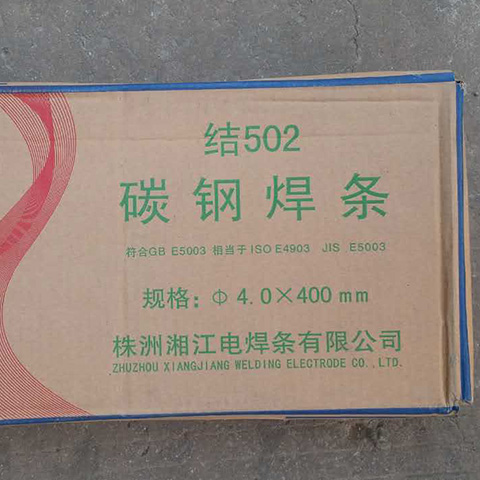 结502
碳钢焊条
符合GB E5003 相当于ISO E4903 JIS E5003
规格：Φ 4.0×400mm
株洲湘江电焊条有限公司
ZHUZHOU XIANGJIANG WELDING ELECTRODE CO.,LTD.